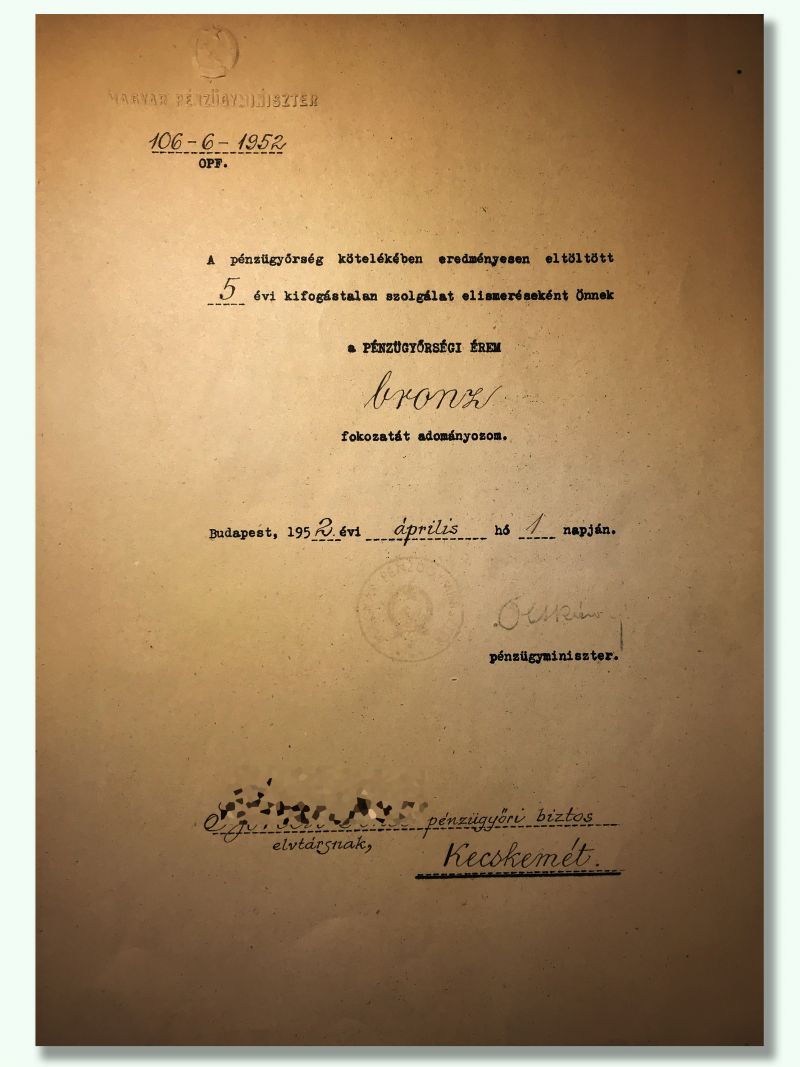 MAGYAR PÉNZÜGYMINISZTER
106-6-1952
OPF.
A pénzügyőrség kötelékében eredményesen eltöltött
5 évi kifogástalan szolgálat elismeréseként Önnek
a PÉNZÜGYŐRSÉGI ÉREM
bronz
fokozatát adományozom.
Budapest, 1952. évi április hó 1 napján.
pénzügyminiszter.
pénzügyőri biztos
elvtársnak,
Kecskemét.